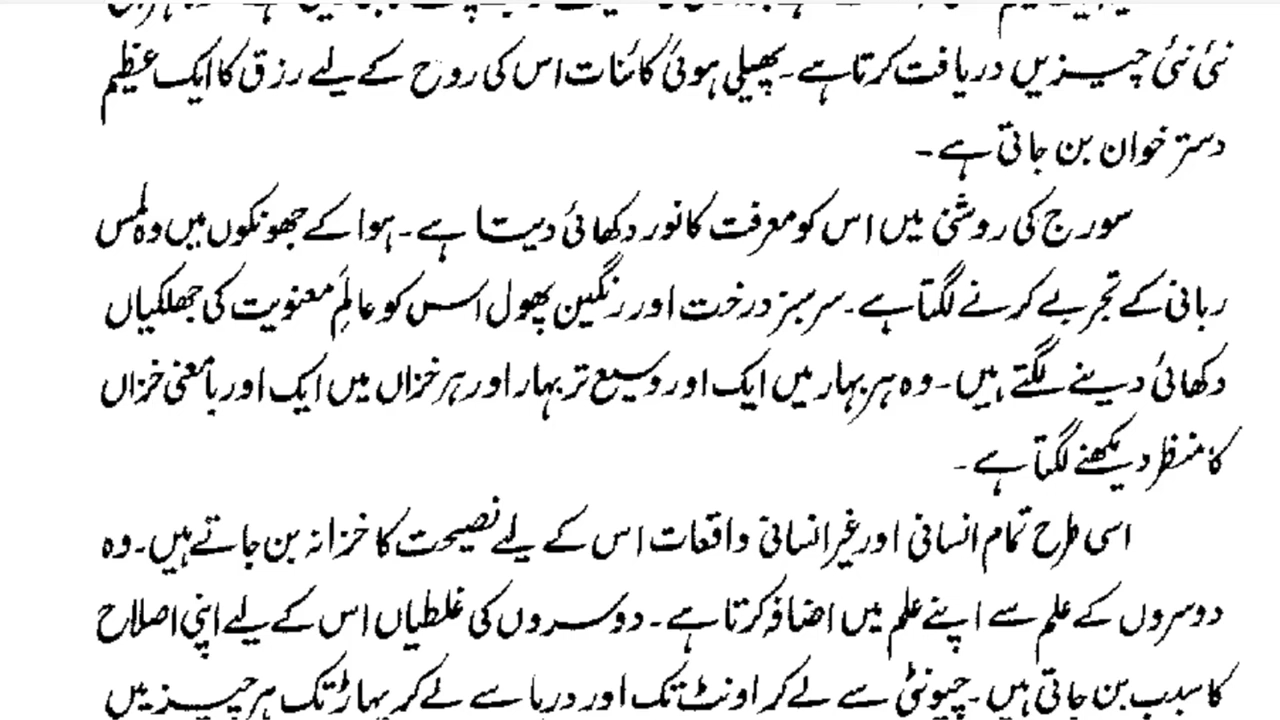 نئی نئی چیزیں دریافت کرتا ہے۔ پھیلی ہوئی کائنات اس کی روح کے لیے رزق کا ایک عظیم
دستر خوان بن جاتی ہے۔
سورج کی روشنی میں اس کو معرفت کا نور دکھائی دیتا ہے۔ ہوا کے جھونکوں میں وہ لمس
ربانی کے تجربے کرنے لگتا ہے۔ سرسبز درخت اور رنگین پھول اس کو عالمِ معنویت کی جھلکیاں
دکھائی دینے لگتے ہیں۔ وہ ہر بہار میں ایک اور وسیع تر بہار اور ہر خزاں میں ایک اور بامعنی خزاں
کا منظر دیکھنے لگتا ہے۔
اسی طرح تمام انسانی اور غیر انسانی واقعات اس کے لیے نصیحت کا خزانہ بن جاتے ہیں۔ وہ
دوسروں کے علم سے اپنے علم میں اضافہ کرتا ہے۔ دوسروں کی غلطیاں اس کے لیے اپنی اصلاح
کا سبب بن جاتی ہیں۔ چیونٹی سے لے کر اونٹ تک اور دریا سے لے کر پہاڑ تک ہر چیز میں